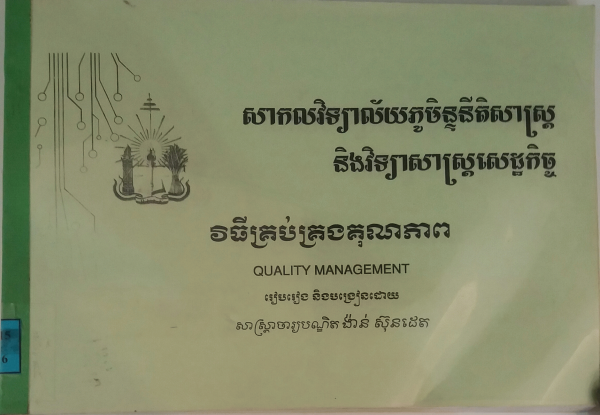 សាកលវិទ្យាល័យភូមិន្ទនីតិសាស្ត្រ
និងវិទ្យាសាស្ត្រសេដ្ឋកិច្ច
វិធីគ្រប់គ្រងគុណភាព
QUALITY MANAGEMENT
រៀបរៀង និងបង្រៀនដោយ
សាស្ត្រាចារ្យបណ្ឌិត ង៉ាន់ ស៊ុនដេត